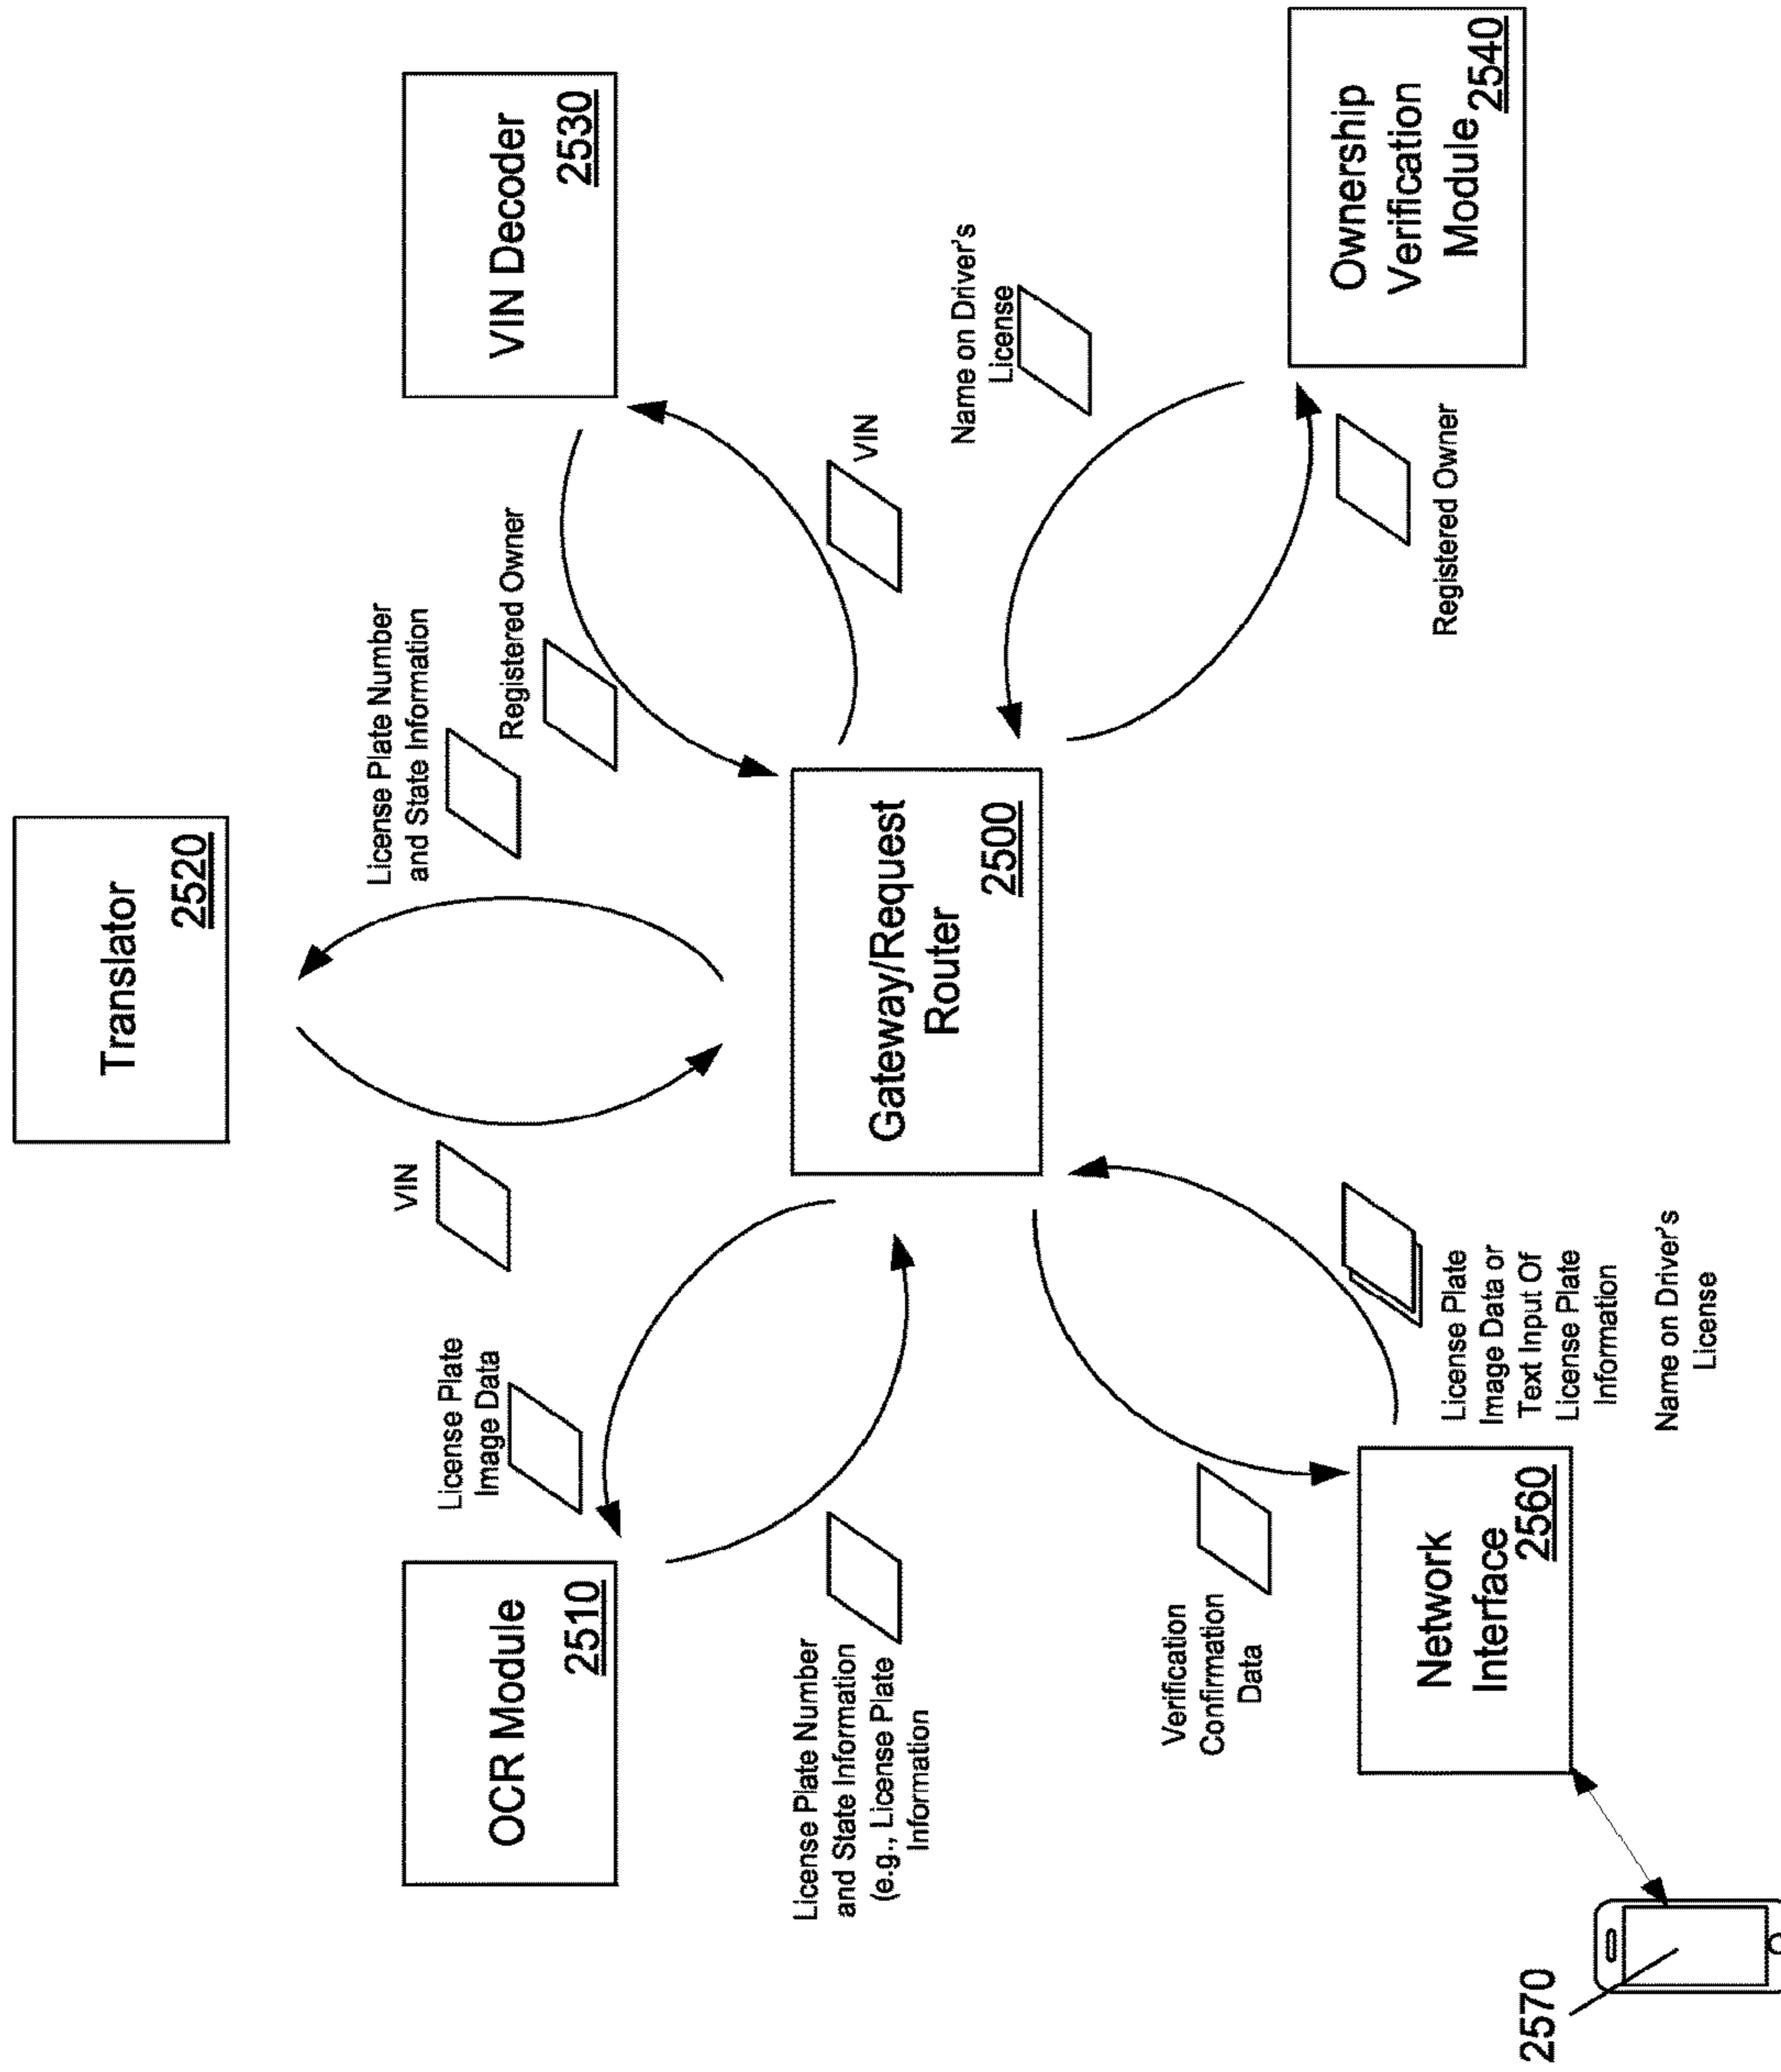 Translator
2520
OCR Module
2510
License Plate
Image Data
VIN
License Plate Number
and State Information
Registered Owner
VIN Decoder
2530
License Plate Number
and State Information
(e.g., License Plate
Information
Gateway/Request
Router
2500
VIN
Name on Driver's
License
Verification
Confirmation
Data
Network
Interface
2560
License Plate
Image Data or
Text Input Of
License Plate
Information
Name on Driver's
License
Registered Owner
Ownership
Verification
Module
2540
2570